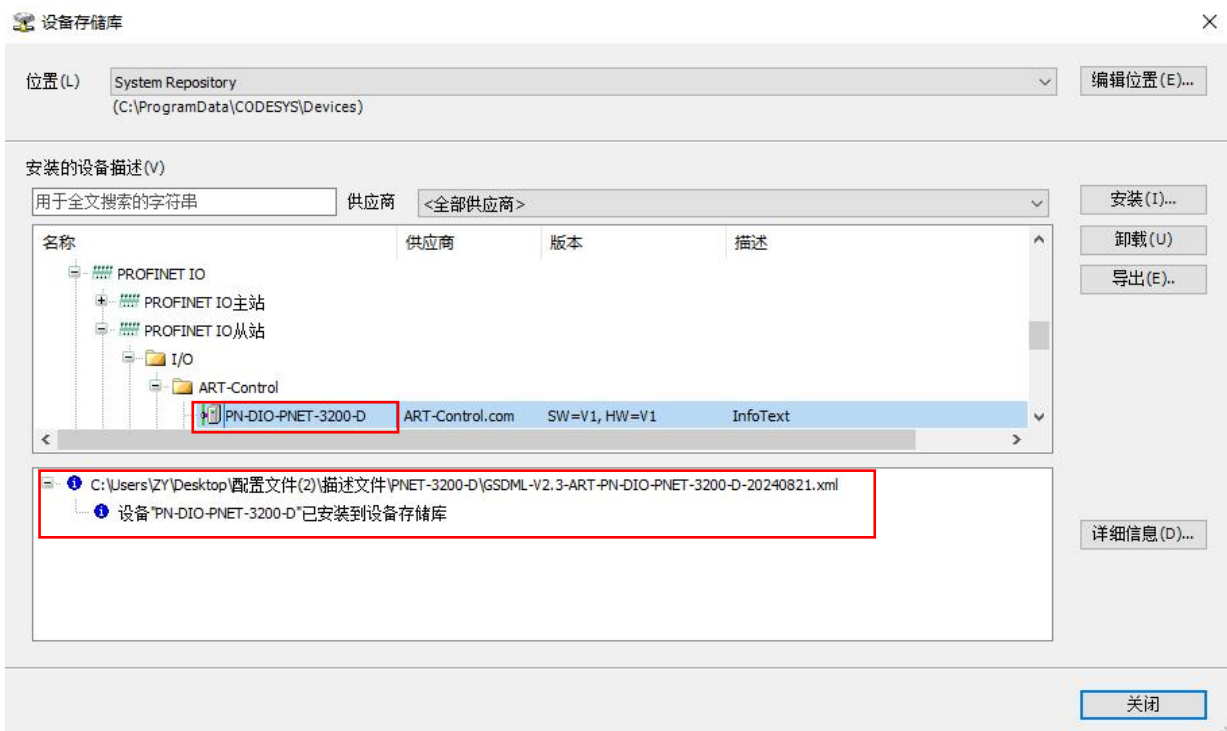 设备存储库
位置(L) System Repository 编辑位置(E)...
(C:\ProgramData\CODESYS\Devices)
安装的设备描述(V)
用于全文搜索的字符串 供应商 <全部供应商> 安装(I)...
名称 供应商 版本 描述 卸载(U)
PROFINET IO 导出(E)..
PROFINET IO主站
PROFINET IO从站
I/O
ART-Control
PN-DIO-PNET-3200-D ART-Control.com SW=V1, HW=V1 InfoText
C:\Users\ZY\Desktop\配置文件(2)\描述文件\PNET-3200-D\GSDML-V2.3-ART-PN-DIO-PNET-3200-D-20240821.xml
设备"PN-DIO-PNET-3200-D"已安装到设备存储库
详细信息(D)...
关闭